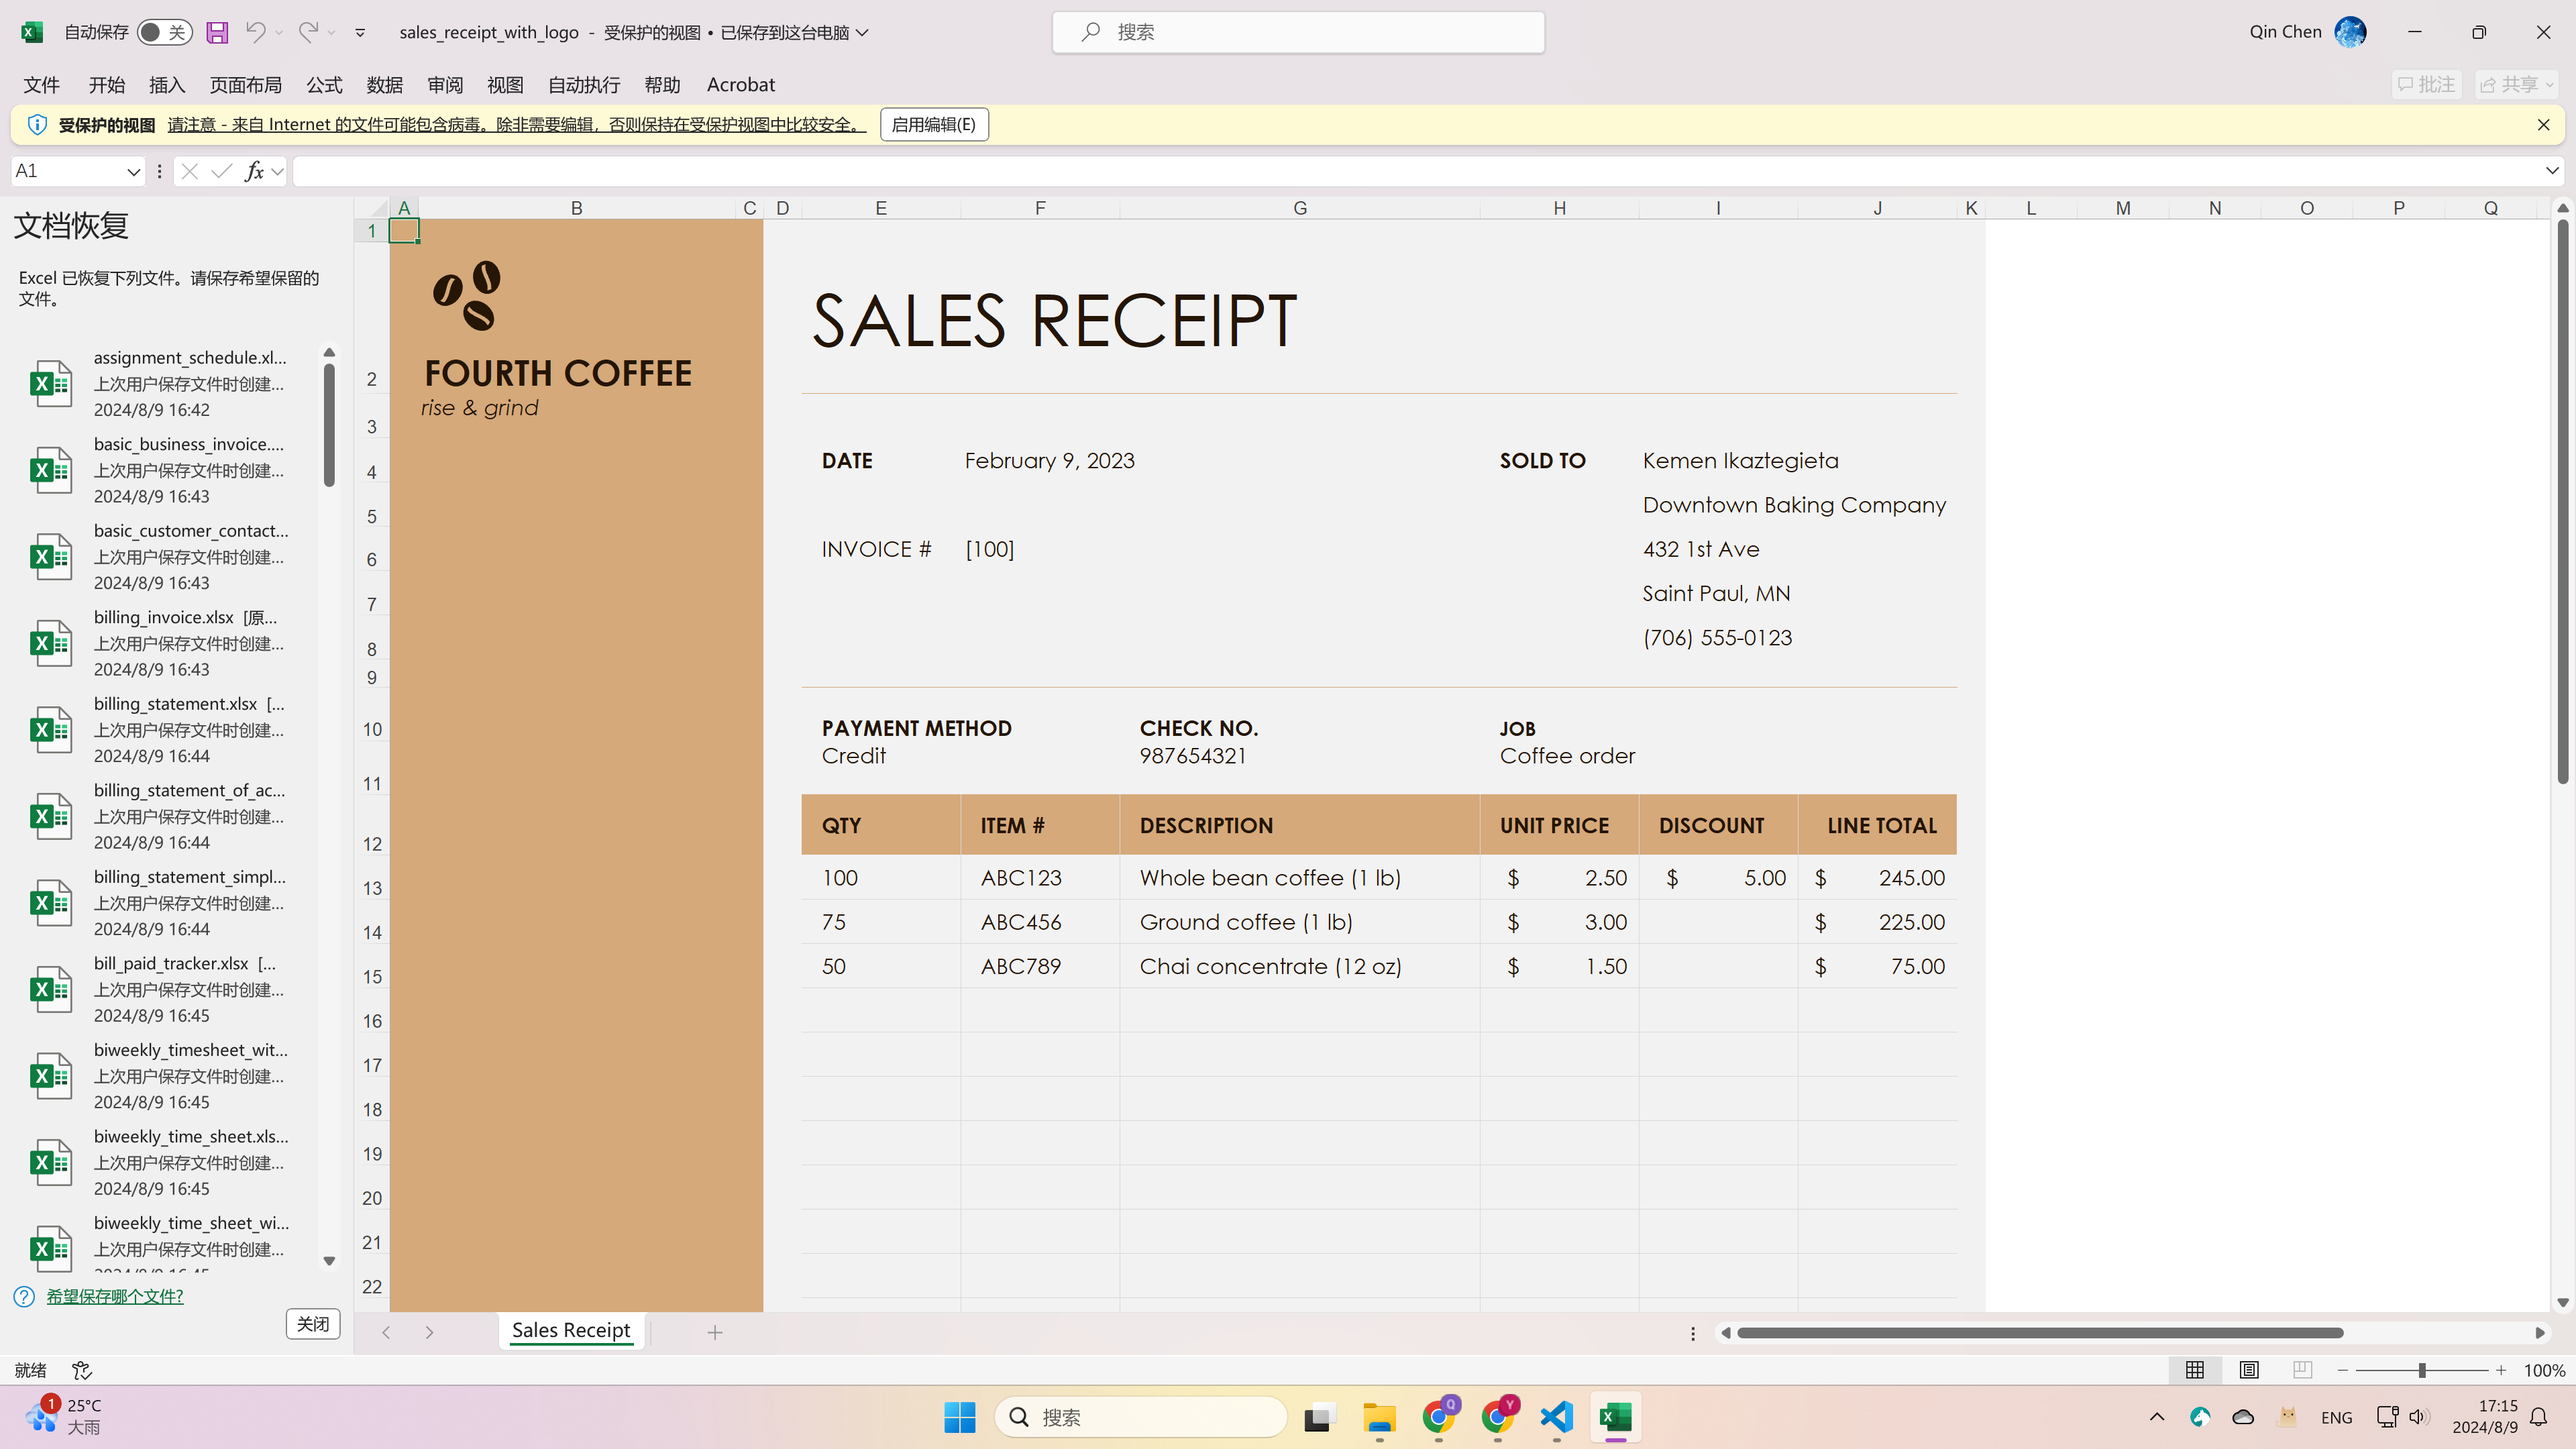 自动保存 关 sales_receipt_with_logo - 受保护的视图 • 已保存到这台电脑 搜索 Qin Chen
文件 开始 插入 页面布局 公式 数据 审阅 视图 自动执行 帮助 Acrobat 批注 共享
受保护的视图 请注意 - 来自 Internet 的文件可能包含病毒。除非需要编辑，否则保持在受保护视图中比较安全。 启用编辑(E)
A1 fx
文档恢复
Excel 已恢复下列文件。请保存希望保留的
文件。
assignment_schedule.xl...
上次用户保存文件时创建...
2024/8/9 16:42
basic_business_invoice....
上次用户保存文件时创建...
2024/8/9 16:43
basic_customer_contact...
上次用户保存文件时创建...
2024/8/9 16:43
billing_invoice.xlsx [原...
上次用户保存文件时创建...
2024/8/9 16:43
billing_statement.xlsx [...
上次用户保存文件时创建...
2024/8/9 16:44
billing_statement_of_ac...
上次用户保存文件时创建...
2024/8/9 16:44
billing_statement_simpl...
上次用户保存文件时创建...
2024/8/9 16:44
bill_paid_tracker.xlsx [...
上次用户保存文件时创建...
2024/8/9 16:45
biweekly_timesheet_wit...
上次用户保存文件时创建...
2024/8/9 16:45
biweekly_time_sheet.xls...
上次用户保存文件时创建...
2024/8/9 16:45
biweekly_time_sheet_wi...
上次用户保存文件时创建...
2024/8/9 16:45
希望保存哪个文件?
关闭
A B C D E F G H I J K L M N O P Q
1
2
3
4
5
6
7
8
9
10
11
12
13
14
15
16
17
18
19
20
21
22
FOURTH COFFEE
rise & grind
SALES RECEIPT
DATE February 9, 2023 SOLD TO Kemen Ikaztegieta
Downtown Baking Company
INVOICE # [100] 432 1st Ave
Saint Paul, MN
(706) 555-0123
PAYMENT METHOD CHECK NO. JOB
Credit 987654321 Coffee order
QTY ITEM # DESCRIPTION UNIT PRICE DISCOUNT LINE TOTAL
100 ABC123 Whole bean coffee (1 lb) $ 2.50 $ 5.00 $ 245.00
75 ABC456 Ground coffee (1 lb) $ 3.00 $ 225.00
50 ABC789 Chai concentrate (12 oz) $ 1.50 $ 75.00
Sales Receipt
就绪 100%
1 25°C
大雨
搜索
Q Y
ENG
17:15
2024/8/9